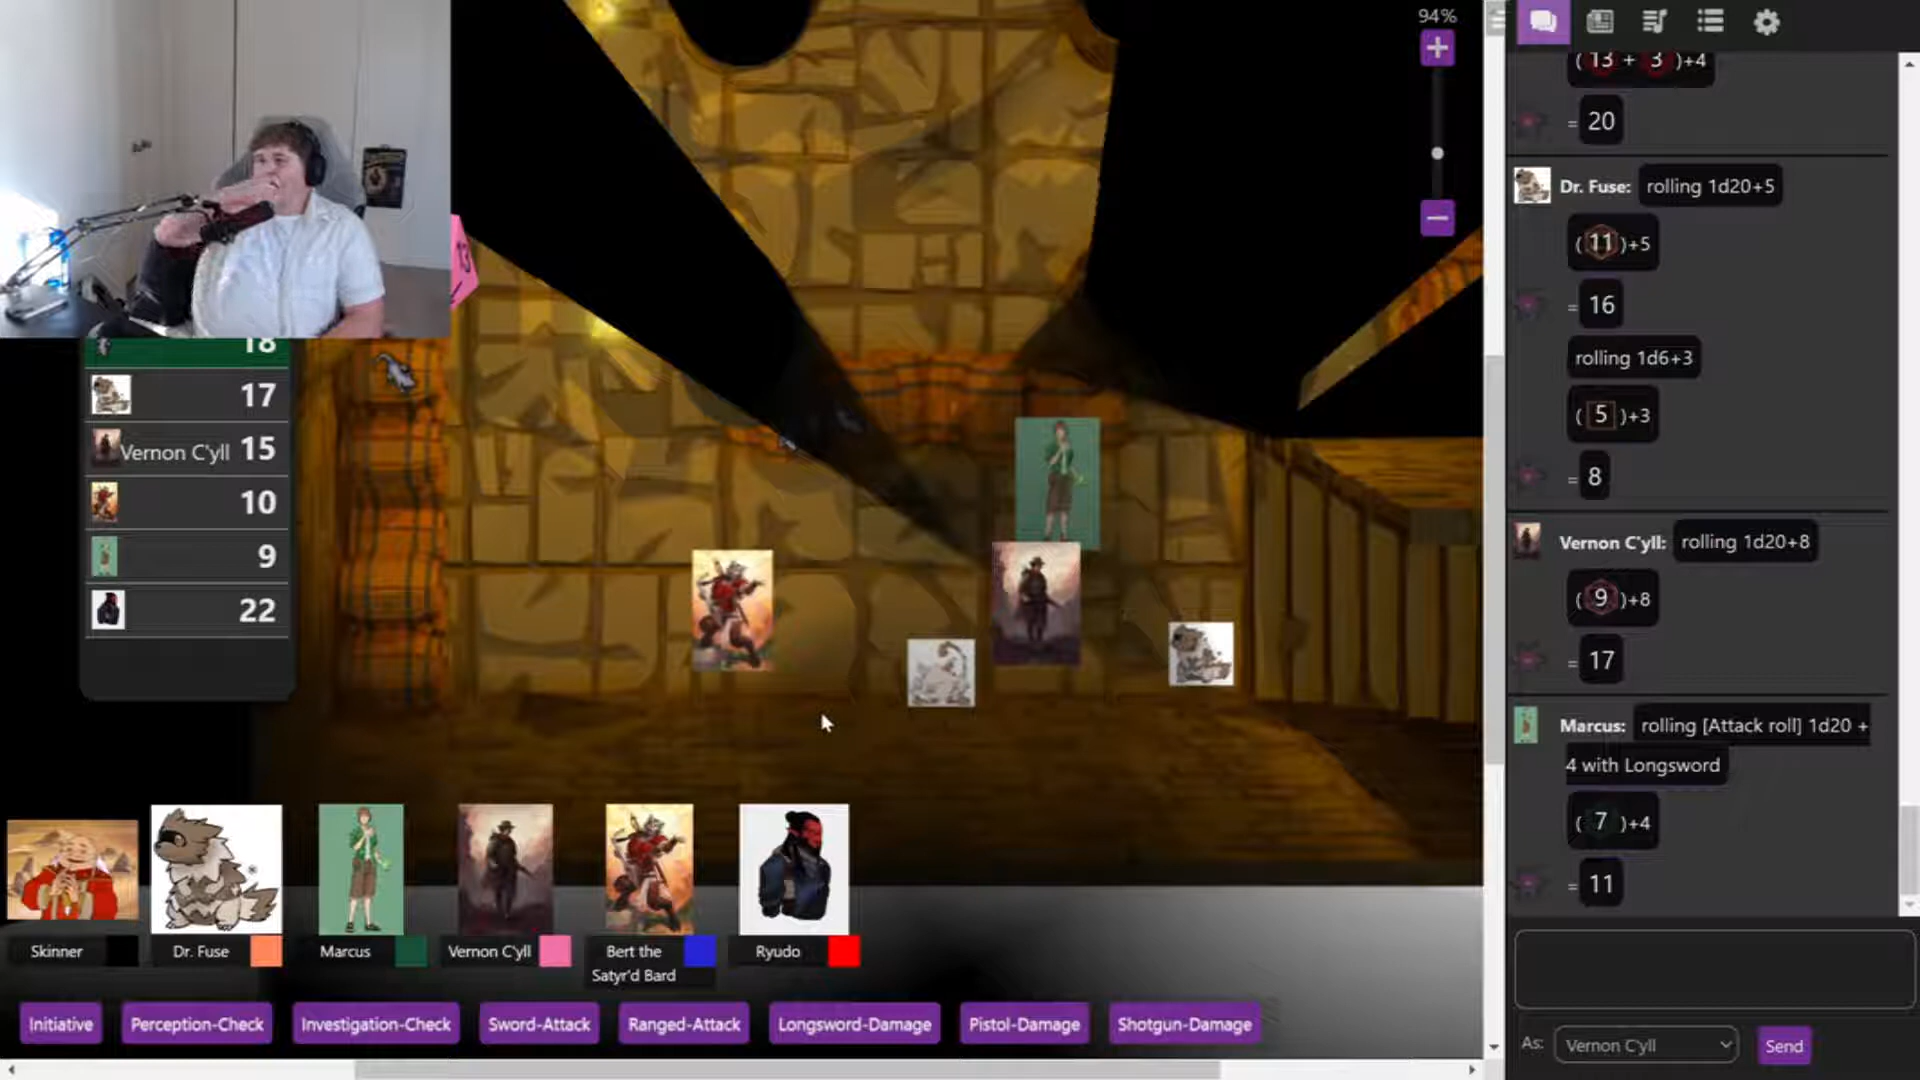 94%
( 13 + 3 )+4
= 20
Dr. Fuse: rolling 1d20+5
( 11 )+5
= 16
rolling 1d6+3
( 5 )+3
= 8
Vernon C'yll: rolling 1d20+8
( 9 )+8
= 17
Marcus: rolling [Attack roll] 1d20 +
4 with Longsword
( 7 )+4
= 11
18
17
Vernon C'yll 15
10
9
22
Skinner
Dr. Fuse
Marcus
Vernon C'yll
Bert the
Satyr'd Bard
Ryudo
Initiative
Perception-Check
Investigation-Check
Sword-Attack
Ranged-Attack
Longsword-Damage
Pistol-Damage
Shotgun-Damage
As: Vernon C'yll
Send